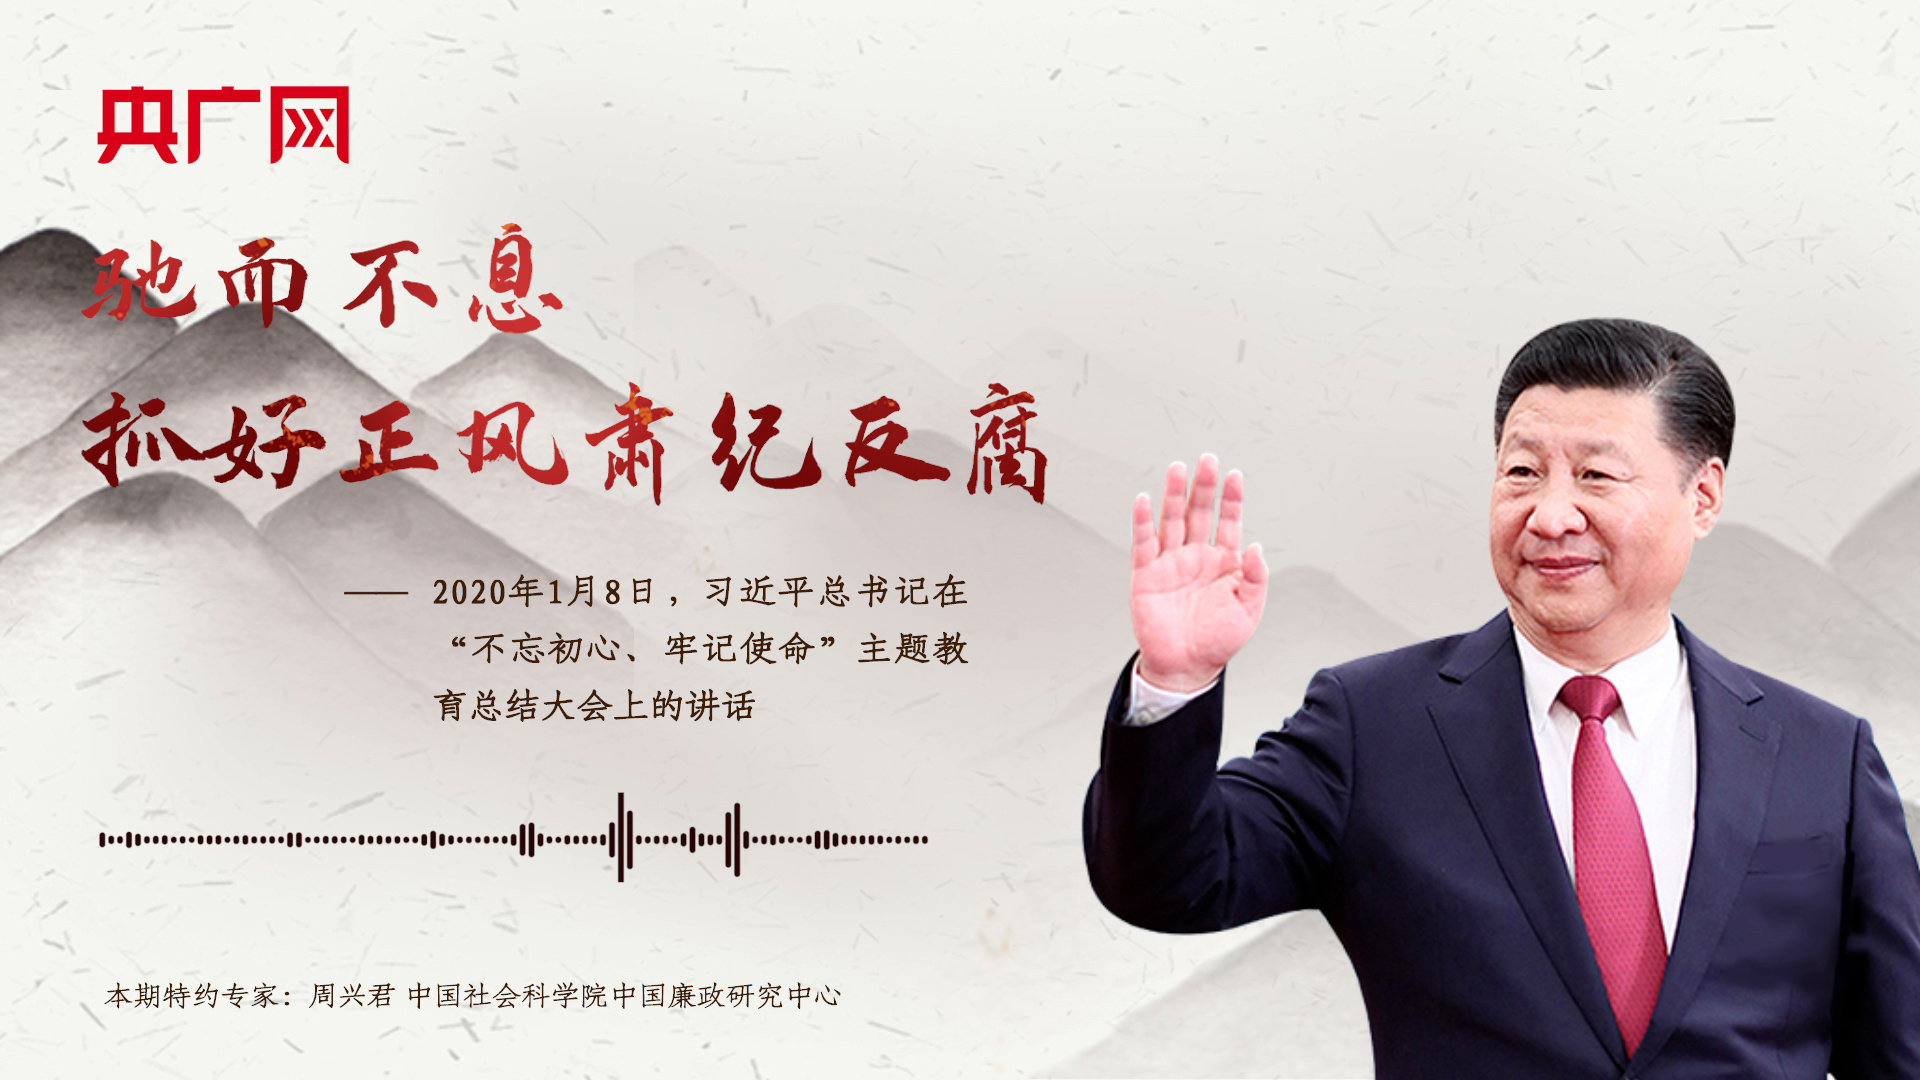 央广网
驰而不息
抓好正风肃纪反腐
—— 2020年1月8日，习近平总书记在
“不忘初心、牢记使命”主题教
育总结大会上的讲话
本期特约专家：周兴君 中国社会科学院中国廉政研究中心